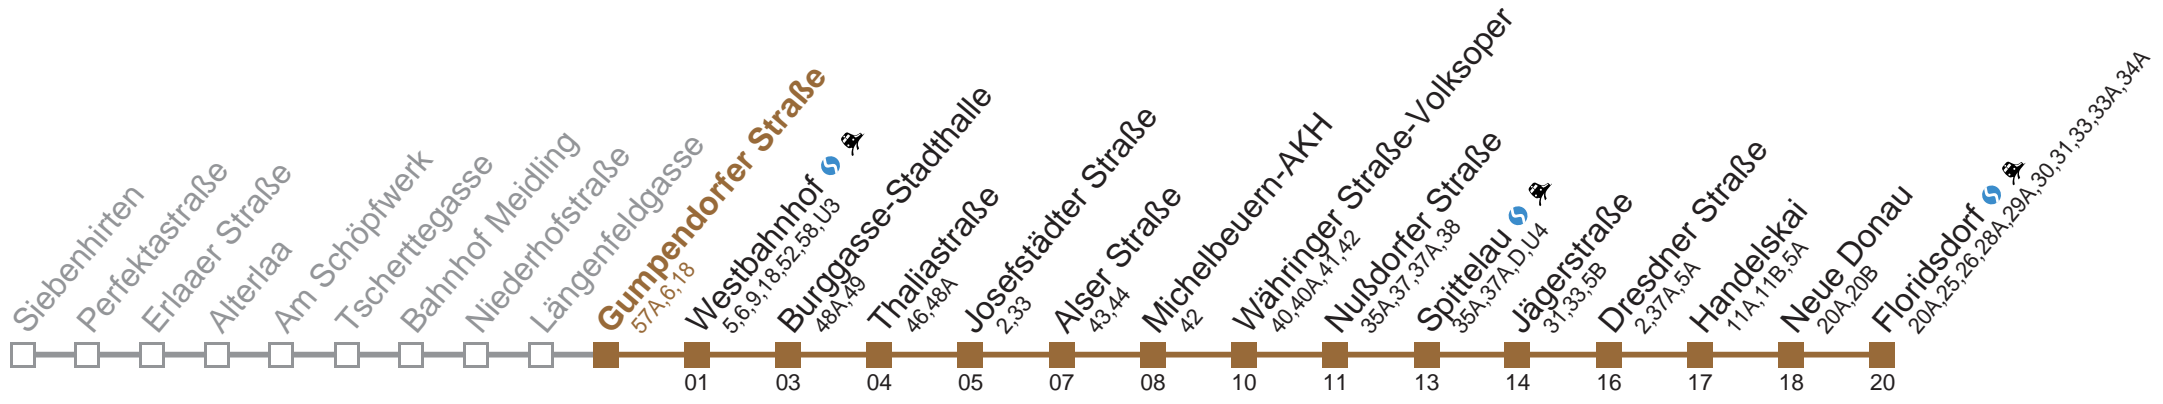 Siebenhirten
Perfektastraße
Erlaaer Straße
Alterlaa
Am Schöpfwerk
Tscherttegasse
Bahnhof Meidling
Niederhofstraße
Längenfeldgasse
Gumpendorfer Straße
57A,6,18
Westbahnhof
5,6,9,18,52,58,U3
Burggasse-Stadthalle
48A,49
Thaliastraße
46,48A
Josefstädter Straße
2,33
Alser Straße
43,44
Michelbeuern-AKH
42
Währinger Straße-Volksoper
40,40A,41,42
Nußdorfer Straße
35A,37,37A,38
Spittelau
35A,37A,D,U4
Jägerstraße
31,33,5B
Dresdner Straße
2,37A,5A
Handelskai
11A,11B,5A
Neue Donau
20A,20B
Floridsdorf
20A,25,26,28A,29A,30,31,33,33A,34A
01 03 04 05 07 08 10 11 13 14 16 17 18 20